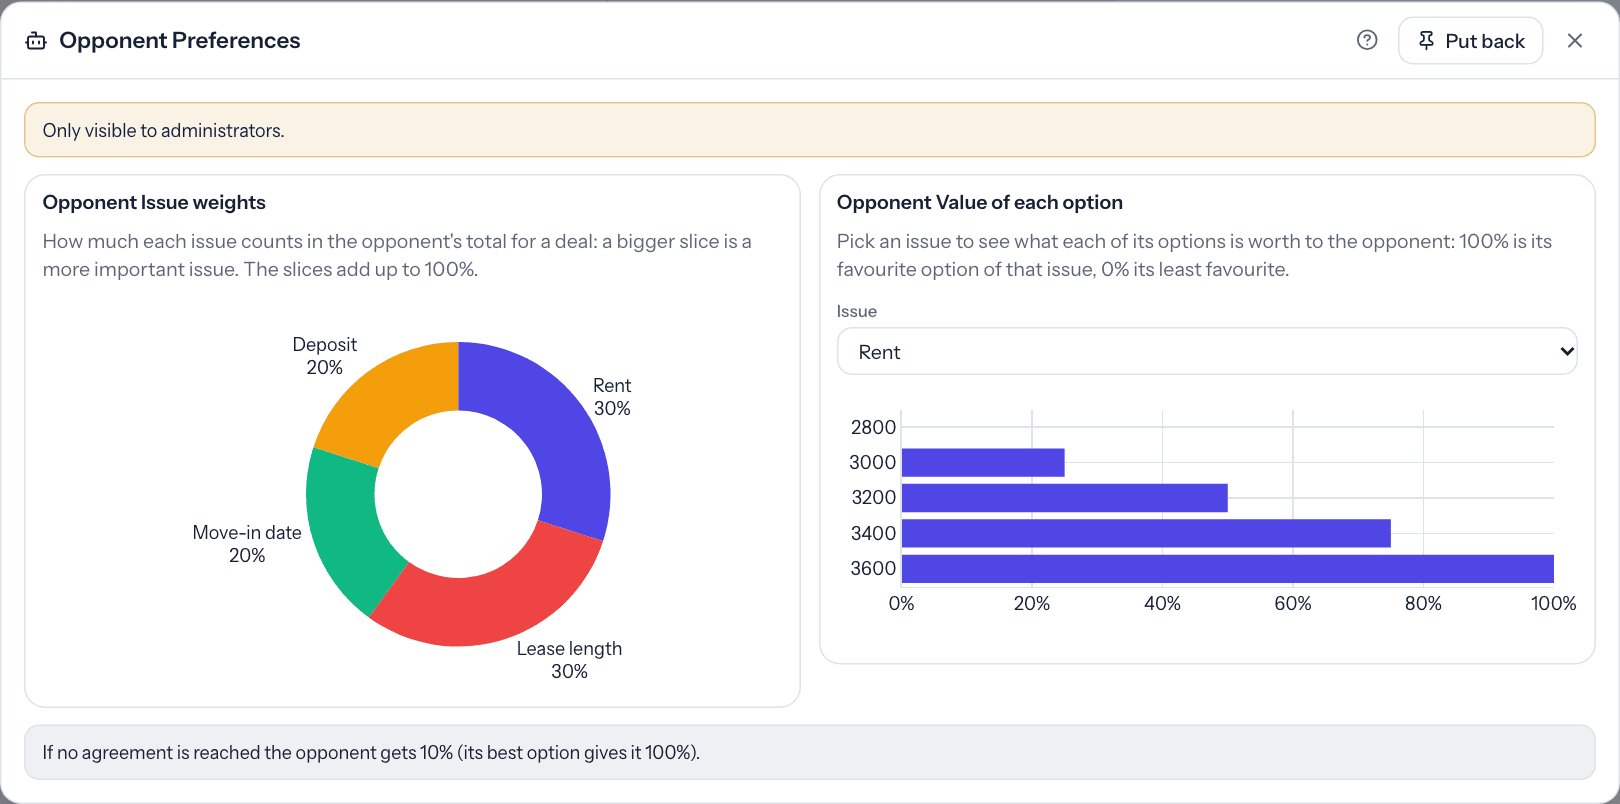 Opponent Preferences
Put back
Only visible to administrators.
Opponent Issue weights
How much each issue counts in the opponent's total for a deal: a bigger slice is a
more important issue. The slices add up to 100%.
Deposit
20%
Rent
30%
Move-in date
20%
Lease length
30%
Opponent Value of each option
Pick an issue to see what each of its options is worth to the opponent: 100% is its
favourite option of that issue, 0% its least favourite.
Issue
Rent
2800
3000
3200
3400
3600
0% 20% 40% 60% 80% 100%
If no agreement is reached the opponent gets 10% (its best option gives it 100%).